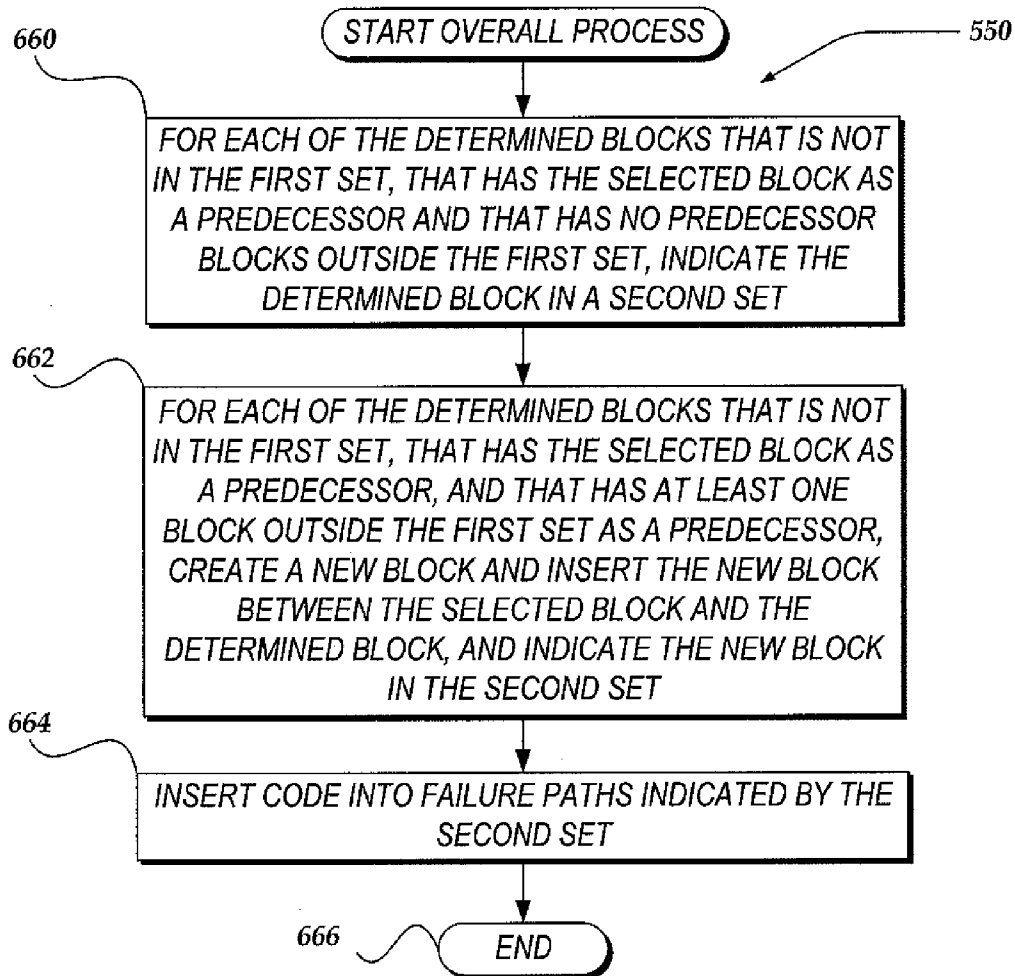 START OVERALL PROCESS
550
660
FOR EACH OF THE DETERMINED BLOCKS THAT IS NOT
IN THE FIRST SET, THAT HAS THE SELECTED BLOCK AS
A PREDECESSOR AND THAT HAS NO PREDECESSOR
BLOCKS OUTSIDE THE FIRST SET, INDICATE THE
DETERMINED BLOCK IN A SECOND SET
662
FOR EACH OF THE DETERMINED BLOCKS THAT IS NOT
IN THE FIRST SET, THAT HAS THE SELECTED BLOCK AS
A PREDECESSOR, AND THAT HAS AT LEAST ONE
BLOCK OUTSIDE THE FIRST SET AS A PREDECESSOR,
CREATE A NEW BLOCK AND INSERT THE NEW BLOCK
BETWEEN THE SELECTED BLOCK AND THE
DETERMINED BLOCK, AND INDICATE THE NEW BLOCK
IN THE SECOND SET
664
INSERT CODE INTO FAILURE PATHS INDICATED BY THE
SECOND SET
666
END